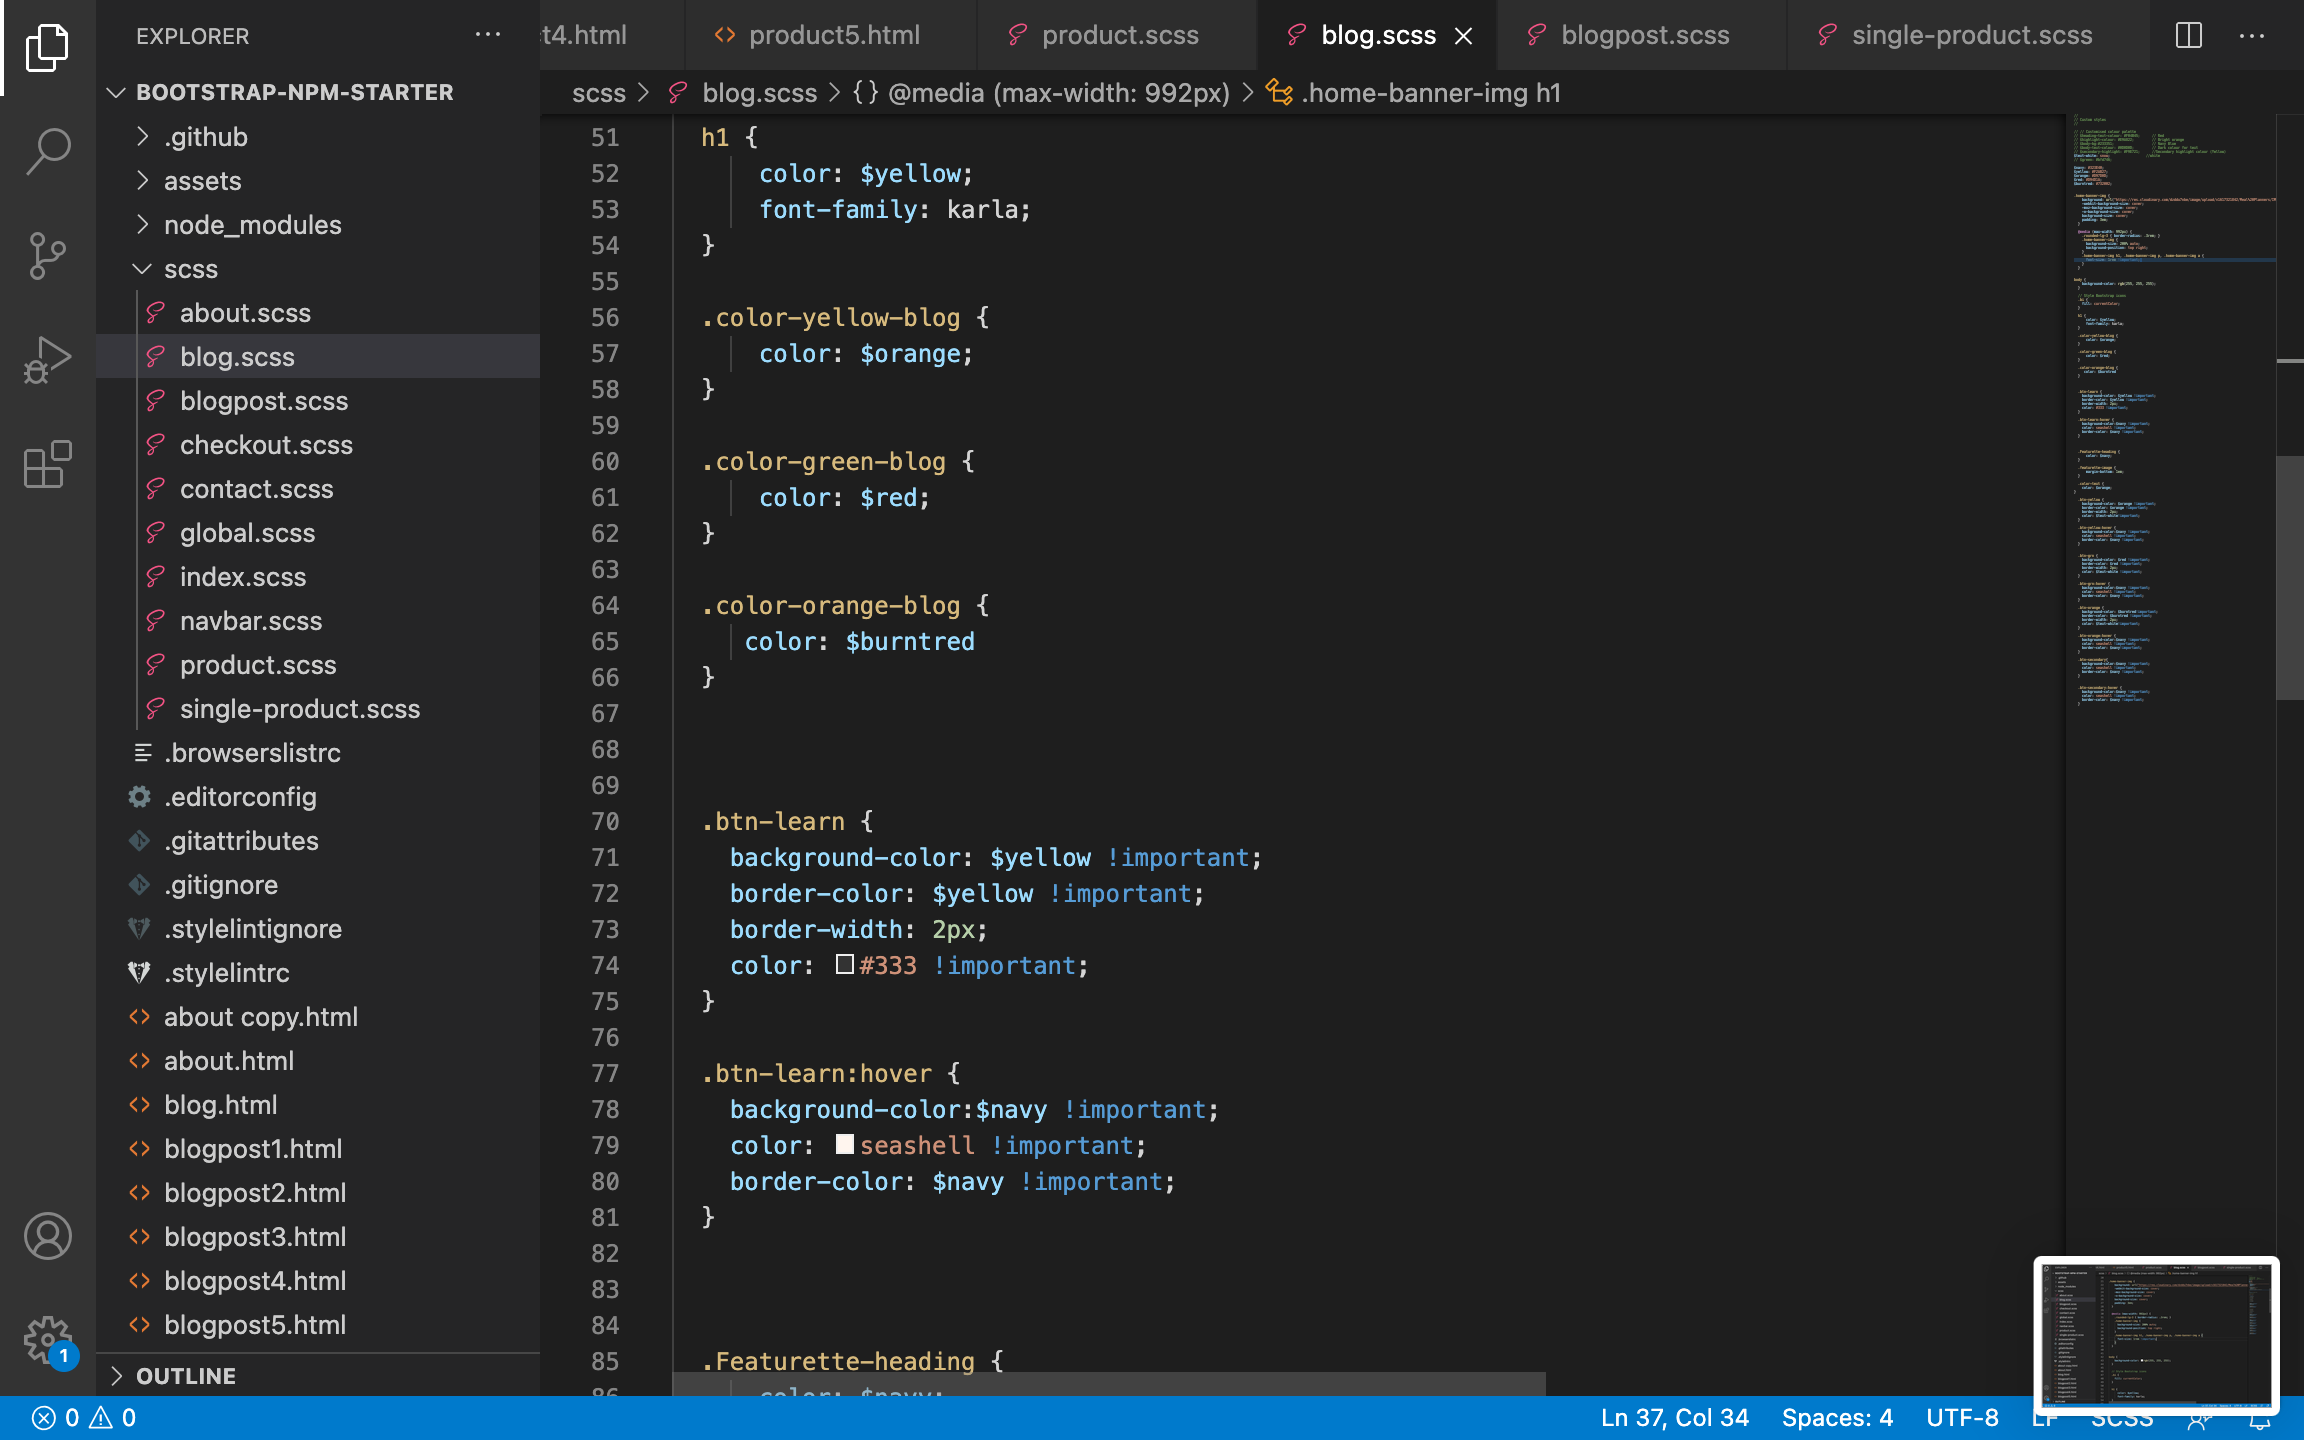 EXPLORER
BOOTSTRAP-NPM-STARTER
.github
assets
node_modules
scss
about.scss
blog.scss
blogpost.scss
checkout.scss
contact.scss
global.scss
index.scss
navbar.scss
product.scss
single-product.scss
.browserslistrc
.editorconfig
.gitattributes
.gitignore
.stylelintignore
.stylelintrc
about copy.html
about.html
blog.html
blogpost1.html
blogpost2.html
blogpost3.html
blogpost4.html
blogpost5.html
OUTLINE
1
t4.html
product5.html
product.scss
blog.scss
blogpost.scss
single-product.scss
scss > blog.scss > {} @media (max-width: 992px) > .home-banner-img h1
51 h1 {
52 color: $yellow;
53 font-family: karla;
54 }
55
56 .color-yellow-blog {
57 color: $orange;
58 }
59
60 .color-green-blog {
61 color: $red;
62 }
63
64 .color-orange-blog {
65 color: $burntred
66 }
67
68
69
70 .btn-learn {
71 background-color: $yellow !important;
72 border-color: $yellow !important;
73 border-width: 2px;
74 color: #333 !important;
75 }
76
77 .btn-learn:hover {
78 background-color:$navy !important;
79 color: seashell !important;
80 border-color: $navy !important;
81 }
82
83
84
85 .Featurette-heading {
86 color: $navy;
0 0
Ln 37, Col 34
Spaces: 4
UTF-8
LF
SCSS